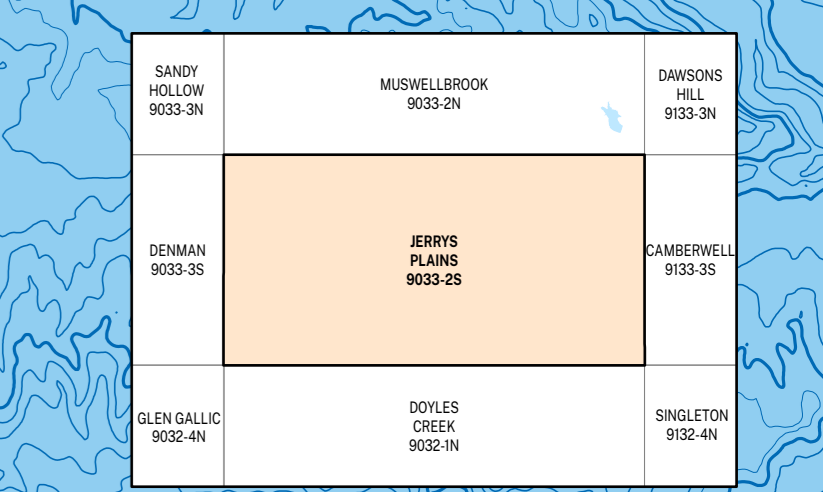 SANDY
HOLLOW
9033-3N
MUSWELLBROOK
9033-2N
DAWSONS
HILL
9133-3N
DENMAN
9033-3S
JERRYS
PLAINS
9033-2S
CAMBERWELL
9133-3S
GLEN GALLIC
9032-4N
DOYLES
CREEK
9032-1N
SINGLETON
9132-4N